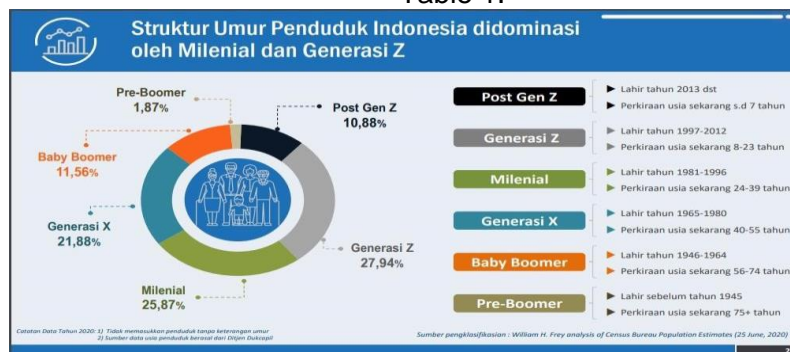 Struktur Umur Penduduk Indonesia didominasi
oleh Milenial dan Generasi Z
Pre-Boomer
1,87%
Post Gen Z
10,88%
Baby Boomer
11,56%
Generasi X
21,88%
Generasi Z
27,94%
Milenial
25,87%
Post Gen Z
Lahir tahun 2013 dst
Perkiraan usia sekarang s.d 7 tahun
Generasi Z
Lahir tahun 1997-2012
Perkiraan usia sekarang 8-23 tahun
Milenial
Lahir tahun 1981-1996
Perkiraan usia sekarang 24-39 tahun
Generasi X
Lahir tahun 1965-1980
Perkiraan usia sekarang 40-55 tahun
Baby Boomer
Lahir tahun 1946-1964
Perkiraan usia sekarang 56-74 tahun
Pre-Boomer
Lahir sebelum tahun 1945
Perkiraan usia sekarang 75+ tahun
Catatan Data Tahun 2020: 1) Tidak memasukkan penduduk tanpa keterangan umur
2) Sumber data usia penduduk berasal dari Ditjen Dukcapil
Sumber pengklasifikasian : William H. Frey analysis of Census Bureau Population Estimates (25 June, 2020)